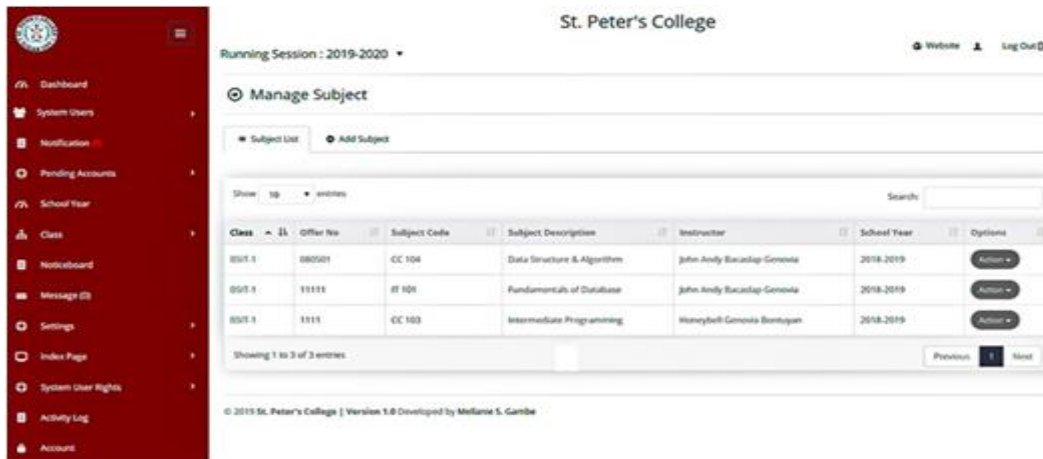 St. Peter's College
Running Session : 2019-2020
Website Log Out
Dashboard
System Users
Notification
Pending Accounts
School Year
Class
Noticeboard
Message (0)
Settings
Index Page
System User Rights
Activity Log
Account
Manage Subject
Subject List Add Subject
Show 10 entries Search:
Class Offer No Subject Code Subject Description Instructor School Year Options
BSIT-1 080501 CC 104 Data Structure & Algorithm John Andy Bacaslap Genovia 2018-2019 Action
BSIT-1 11111 IT 101 Fundamentals of Database John Andy Bacaslap Genovia 2018-2019 Action
BSIT-1 1111 CC 103 Intermediate Programming Honeybell Genovia Bontuyan 2018-2019 Action
Showing 1 to 3 of 3 entries Previous 1 Next
© 2019 St. Peter's College | Version 1.0 Developed by Mellanie S. Gambe